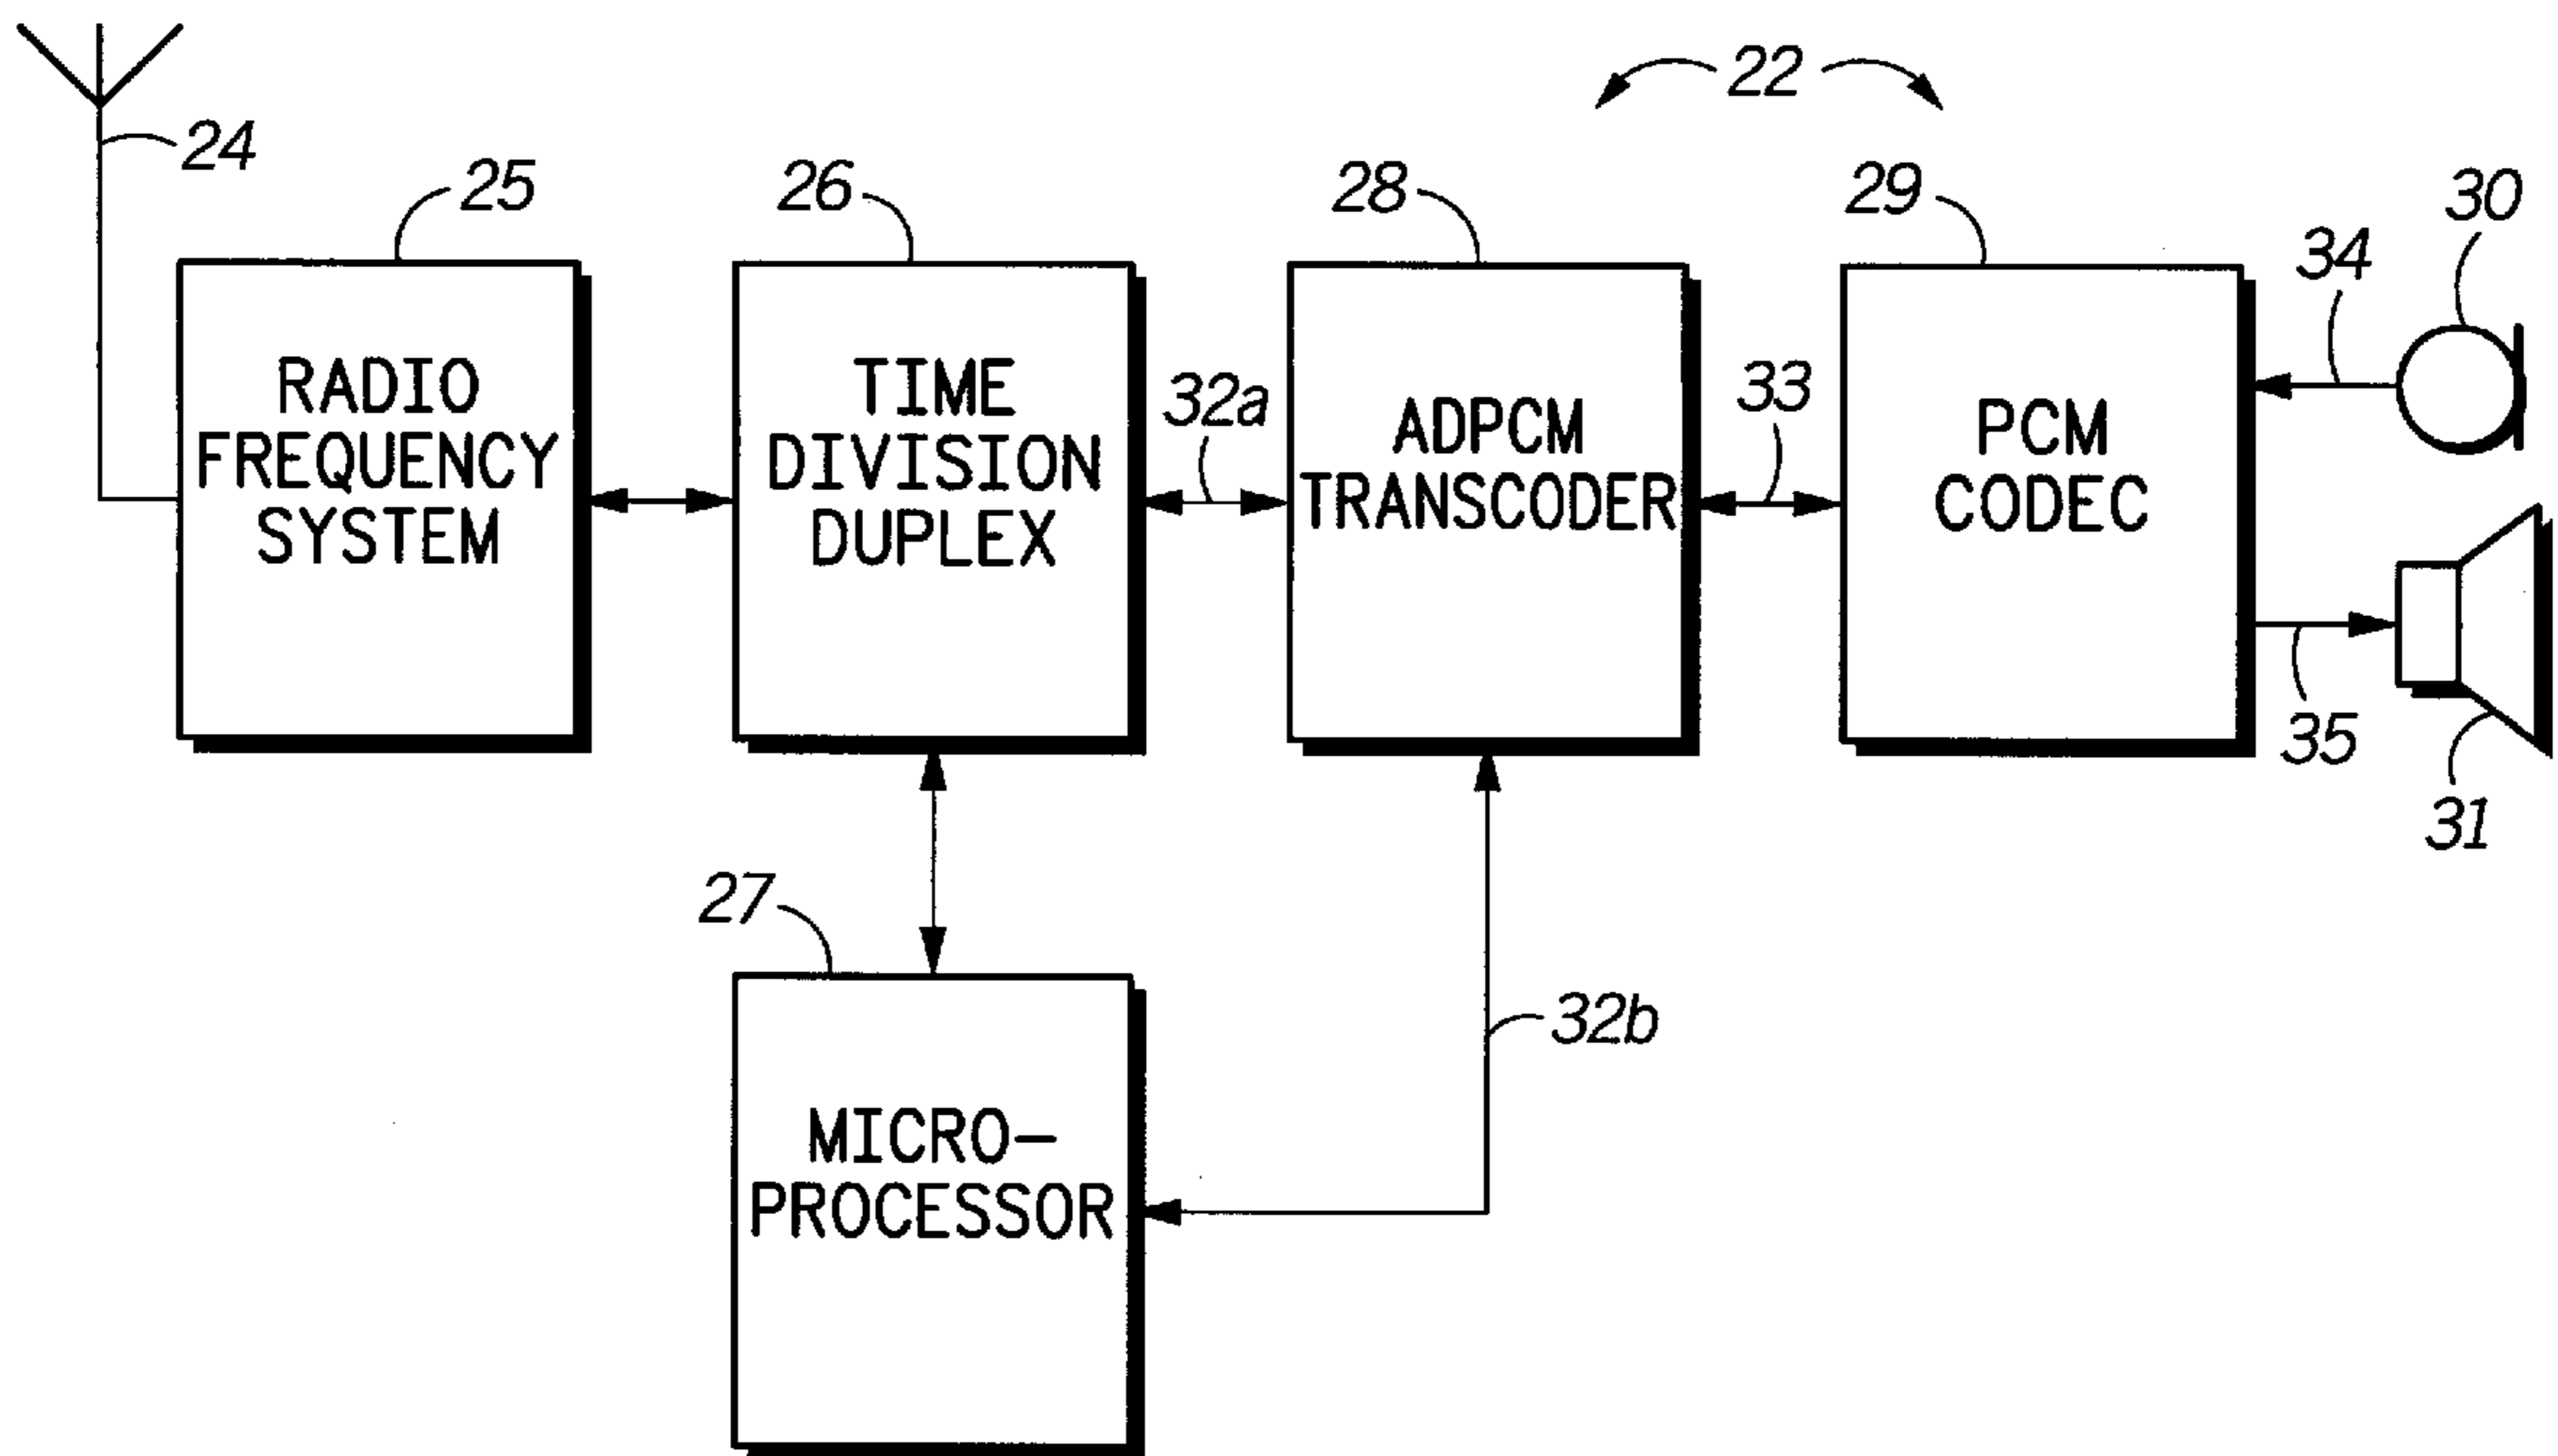 22
24
25
26
28
29
30
34
RADIO
FREQUENCY
SYSTEM
TIME
DIVISION
DUPLEX
32a
ADPCM
TRANSCODER
33
PCM
CODEC
35
31
27
32b
MICRO-
PROCESSOR